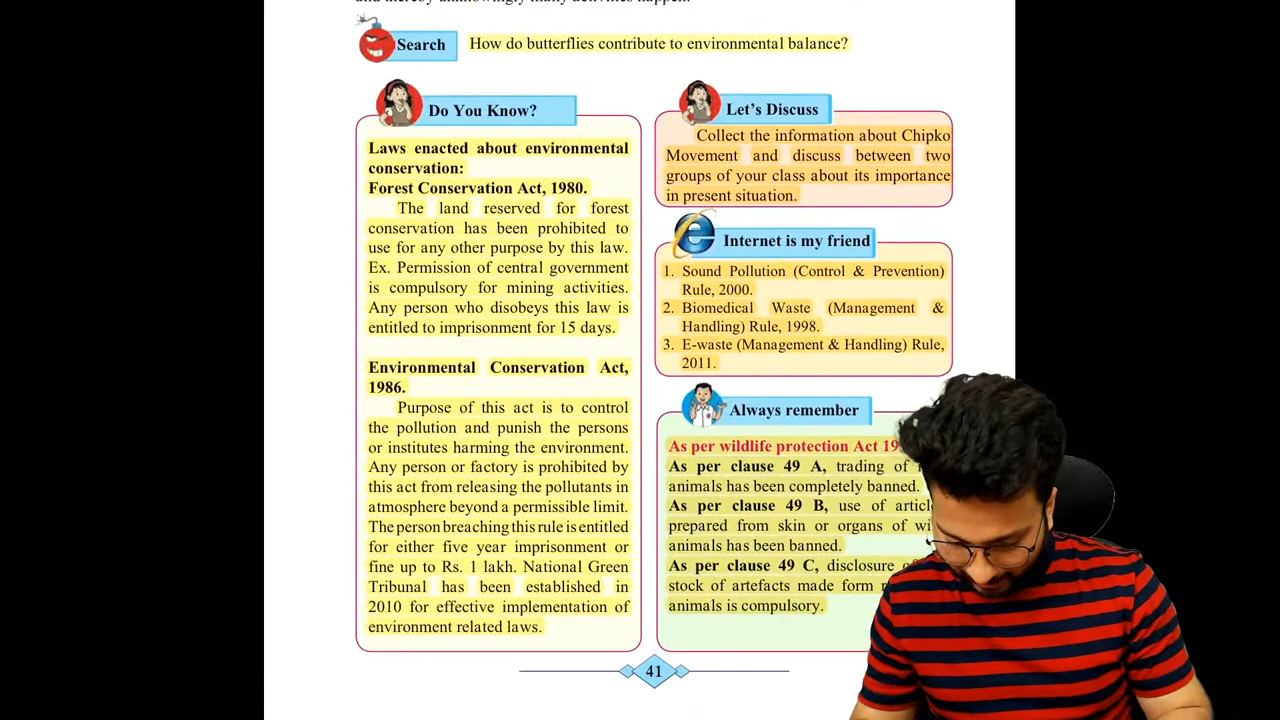 Search
How do butterflies contribute to environmental balance?
Do You Know?
Laws enacted about environmental
conservation:
Forest Conservation Act, 1980.
The land reserved for forest
conservation has been prohibited to
use for any other purpose by this law.
Ex. Permission of central government
is compulsory for mining activities.
Any person who disobeys this law is
entitled to imprisonment for 15 days.
Environmental Conservation Act,
1986.
Purpose of this act is to control
the pollution and punish the persons
or institutes harming the environment.
Any person or factory is prohibited by
this act from releasing the pollutants in
atmosphere beyond a permissible limit.
The person breaching this rule is entitled
for either five year imprisonment or
fine up to Rs. 1 lakh. National Green
Tribunal has been established in
2010 for effective implementation of
environment related laws.
Let's Discuss
Collect the information about Chipko
Movement and discuss between two
groups of your class about its importance
in present situation.
Internet is my friend
1. Sound Pollution (Control & Prevention)
Rule, 2000.
2. Biomedical Waste (Management &
Handling) Rule, 1998.
3. E-waste (Management & Handling) Rule,
2011.
Always remember
As per wildlife protection Act
As per clause 49 A, trading of
animals has been completely banned.
As per clause 49 B, use of
prepared from skin or organs of
animals has been banned.
As per clause 49 C, disclosure
stock of artefacts made form
animals is compulsory.
41